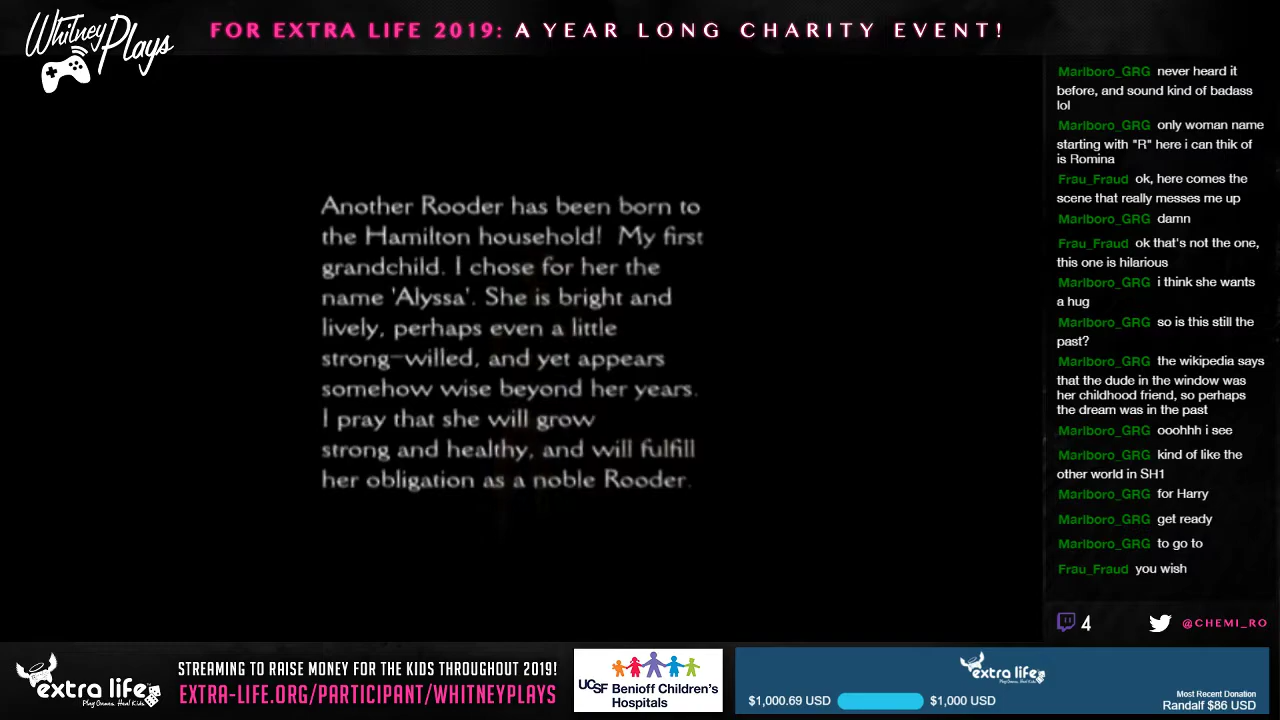 Whitney Plays
FOR EXTRA LIFE 2019: A YEAR LONG CHARITY EVENT!
Another Rooder has been born to
the Hamilton household! My first
grandchild. I chose for her the
name 'Alyssa'. She is bright and
lively, perhaps even a little
strong-willed, and yet appears
somehow wise beyond her years.
I pray that she will grow
strong and healthy, and will fulfill
her obligation as a noble Rooder.
Marlboro_GRG never heard it
before, and sound kind of badass
lol
Marlboro_GRG only woman name
starting with "R" here i can thik of
is Romina
Frau_Fraud ok, here comes the
scene that really messes me up
Marlboro_GRG damn
Frau_Fraud ok that's not the one,
this one is hilarious
Marlboro_GRG i think she wants
a hug
Marlboro_GRG so is this still the
past?
Marlboro_GRG the wikipedia says
that the dude in the window was
her childhood friend, so perhaps
the dream was in the past
Marlboro_GRG ooohhh i see
Marlboro_GRG kind of like the
other world in SH1
Marlboro_GRG for Harry
Marlboro_GRG get ready
Marlboro_GRG to go to
Frau_Fraud you wish
4
@CHEMI_RO
extra life
Play Games. Heal Kids.
STREAMING TO RAISE MONEY FOR THE KIDS THROUGHOUT 2019!
EXTRA-LIFE.ORG/PARTICIPANT/WHITNEYPLAYS
UCSF Benioff Children's
Hospitals
extra life
Play Games. Heal Kids.
$1,000.69 USD
$1,000 USD
Most Recent Donation
Randalf $86 USD